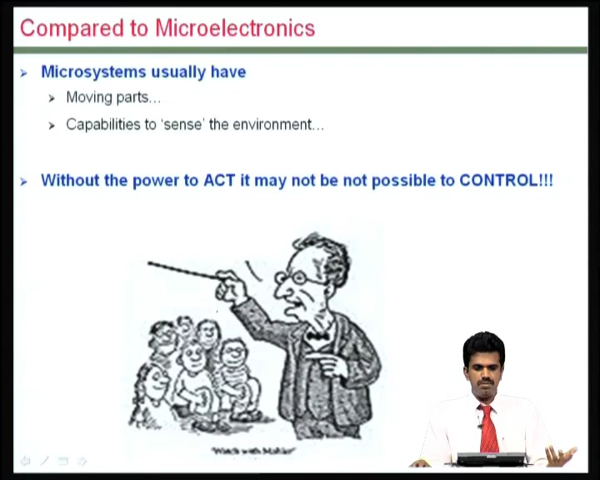 Compared to Microelectronics
Microsystems usually have
Moving parts...
Capabilities to 'sense' the environment...
Without the power to ACT it may not be not possible to CONTROL!!!